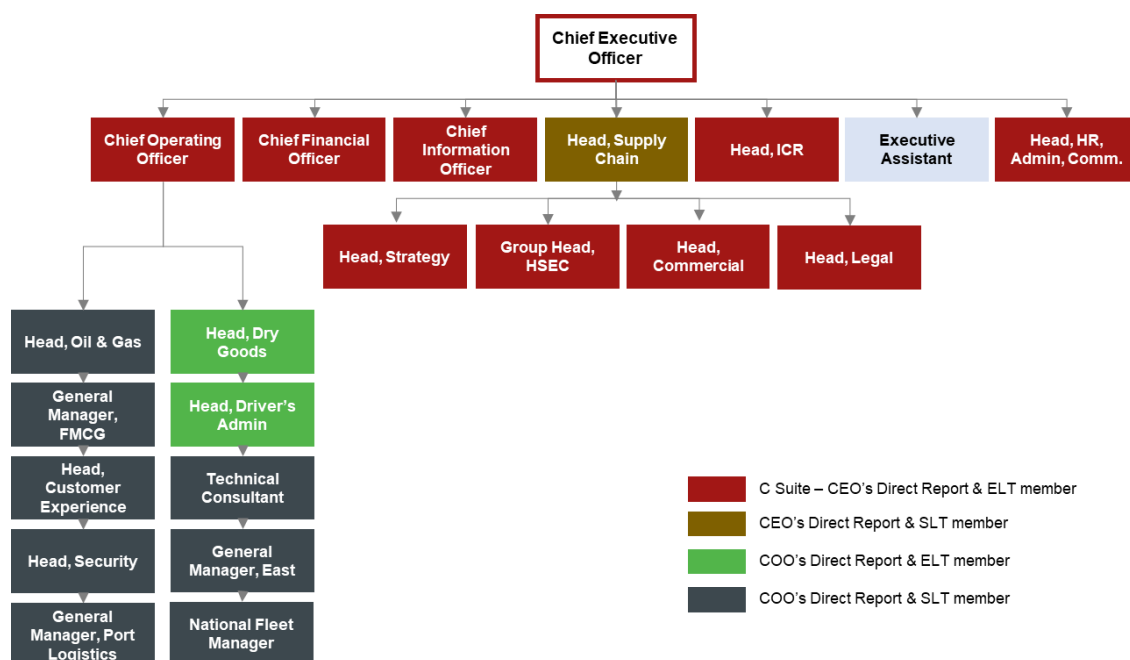 Chief Executive
Officer
Chief Operating
Officer
Chief Financial
Officer
Chief
Information
Officer
Head, Supply
Chain
Head, ICR
Executive
Assistant
Head, HR,
Admin, Comm.
Head, Strategy
Group Head,
HSEC
Head,
Commercial
Head, Legal
Head, Oil & Gas
Head, Dry
Goods
General
Manager,
FMCG
Head, Driver’s
Admin
Head,
Customer
Experience
Technical
Consultant
Head, Security
General
Manager, East
General
Manager, Port
Logistics
National Fleet
Manager
C Suite – CEO’s Direct Report & ELT member
CEO’s Direct Report & SLT member
COO’s Direct Report & ELT member
COO’s Direct Report & SLT member